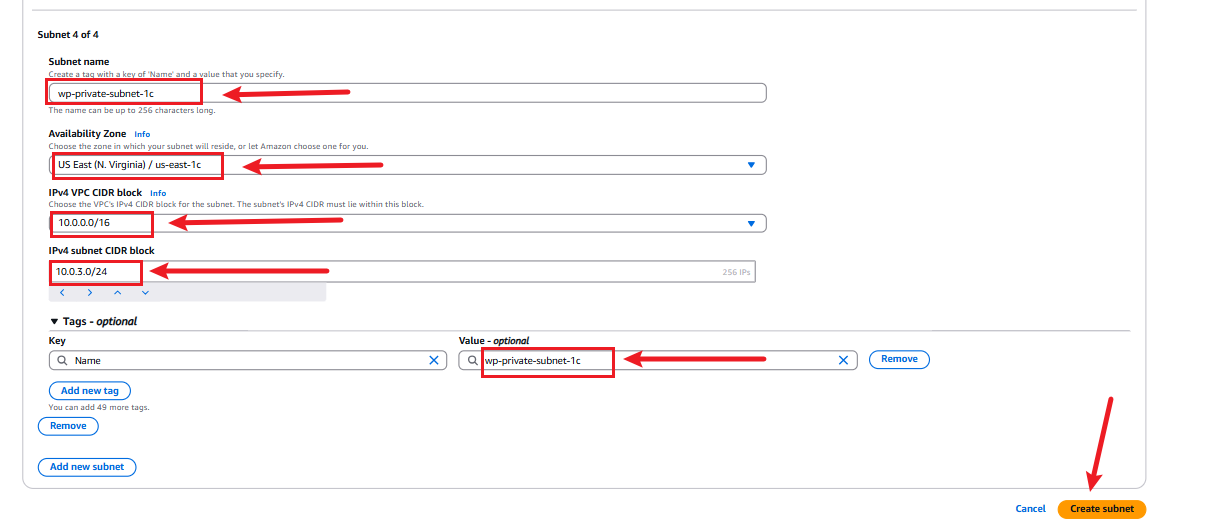 Subnet 4 of 4
Subnet name
Create a tag with a key of 'Name' and a value that you specify.
wp-private-subnet-1c
The name can be up to 256 characters long.
Availability Zone Info
Choose the zone in which your subnet will reside, or let Amazon choose one for you.
US East (N. Virginia) / us-east-1c
IPv4 VPC CIDR block Info
Choose the VPC's IPv4 CIDR block for the subnet. The subnet's IPv4 CIDR must lie within this block.
10.0.0.0/16
IPv4 subnet CIDR block
10.0.3.0/24 256 IPs
Tags - optional
Key Value - optional
Name wp-private-subnet-1c Remove
Add new tag
You can add 49 more tags.
Remove
Add new subnet
Cancel Create subnet